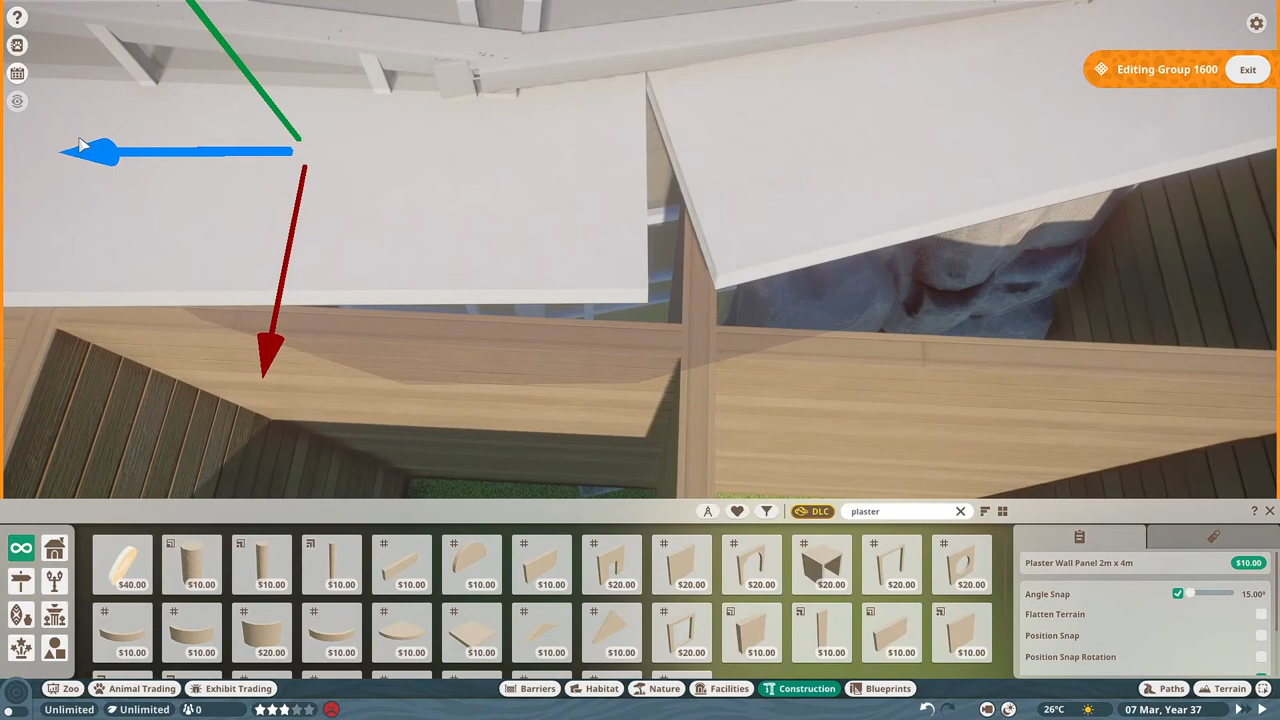 ?
Editing Group 1600
Exit
DLC
plaster
?
$40.00
$10.00
$10.00
$10.00
$10.00
$10.00
$10.00
$20.00
$20.00
$20.00
$20.00
$20.00
$10.00
$10.00
$10.00
$20.00
$10.00
$10.00
$10.00
$10.00
$10.00
$20.00
$10.00
$10.00
$10.00
$10.00
Plaster Wall Panel 2m x 4m
$10.00
Angle Snap
15.00°
Flatten Terrain
Position Snap
Position Snap Rotation
Zoo
Animal Trading
Exhibit Trading
Barriers
Habitat
Nature
Facilities
Construction
Blueprints
Paths
Terrain
Unlimited
Unlimited
0
26°C
07 Mar, Year 37